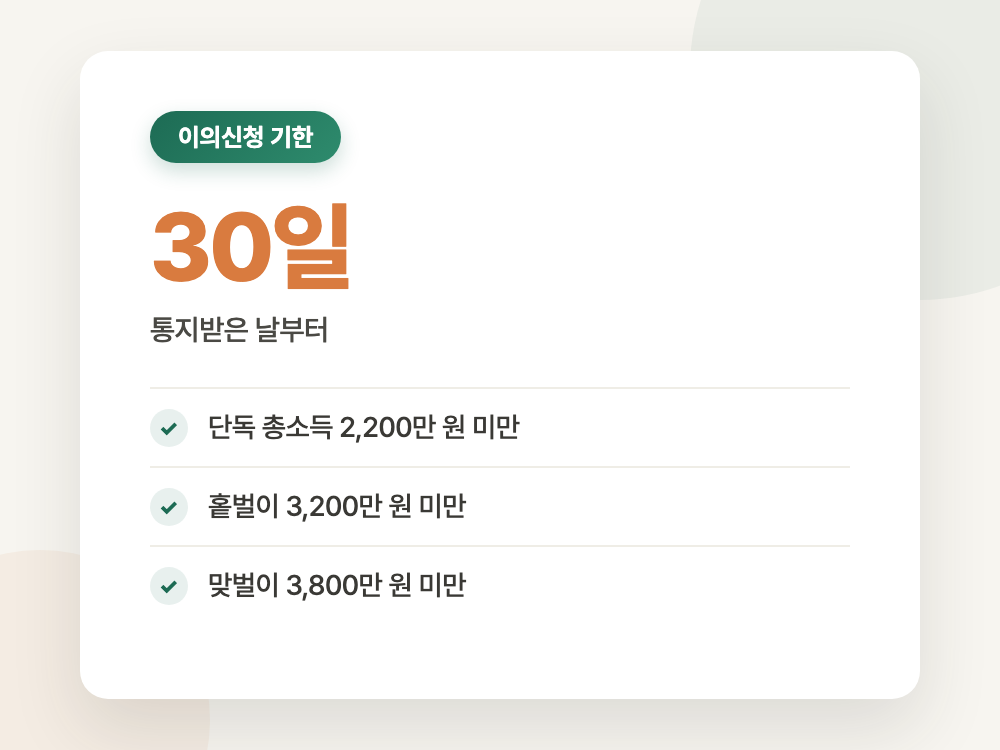 이의신청 기한
30일
통지받은 날부터
단독 총소득 2,200만 원 미만
홑벌이 3,200만 원 미만
맞벌이 3,800만 원 미만